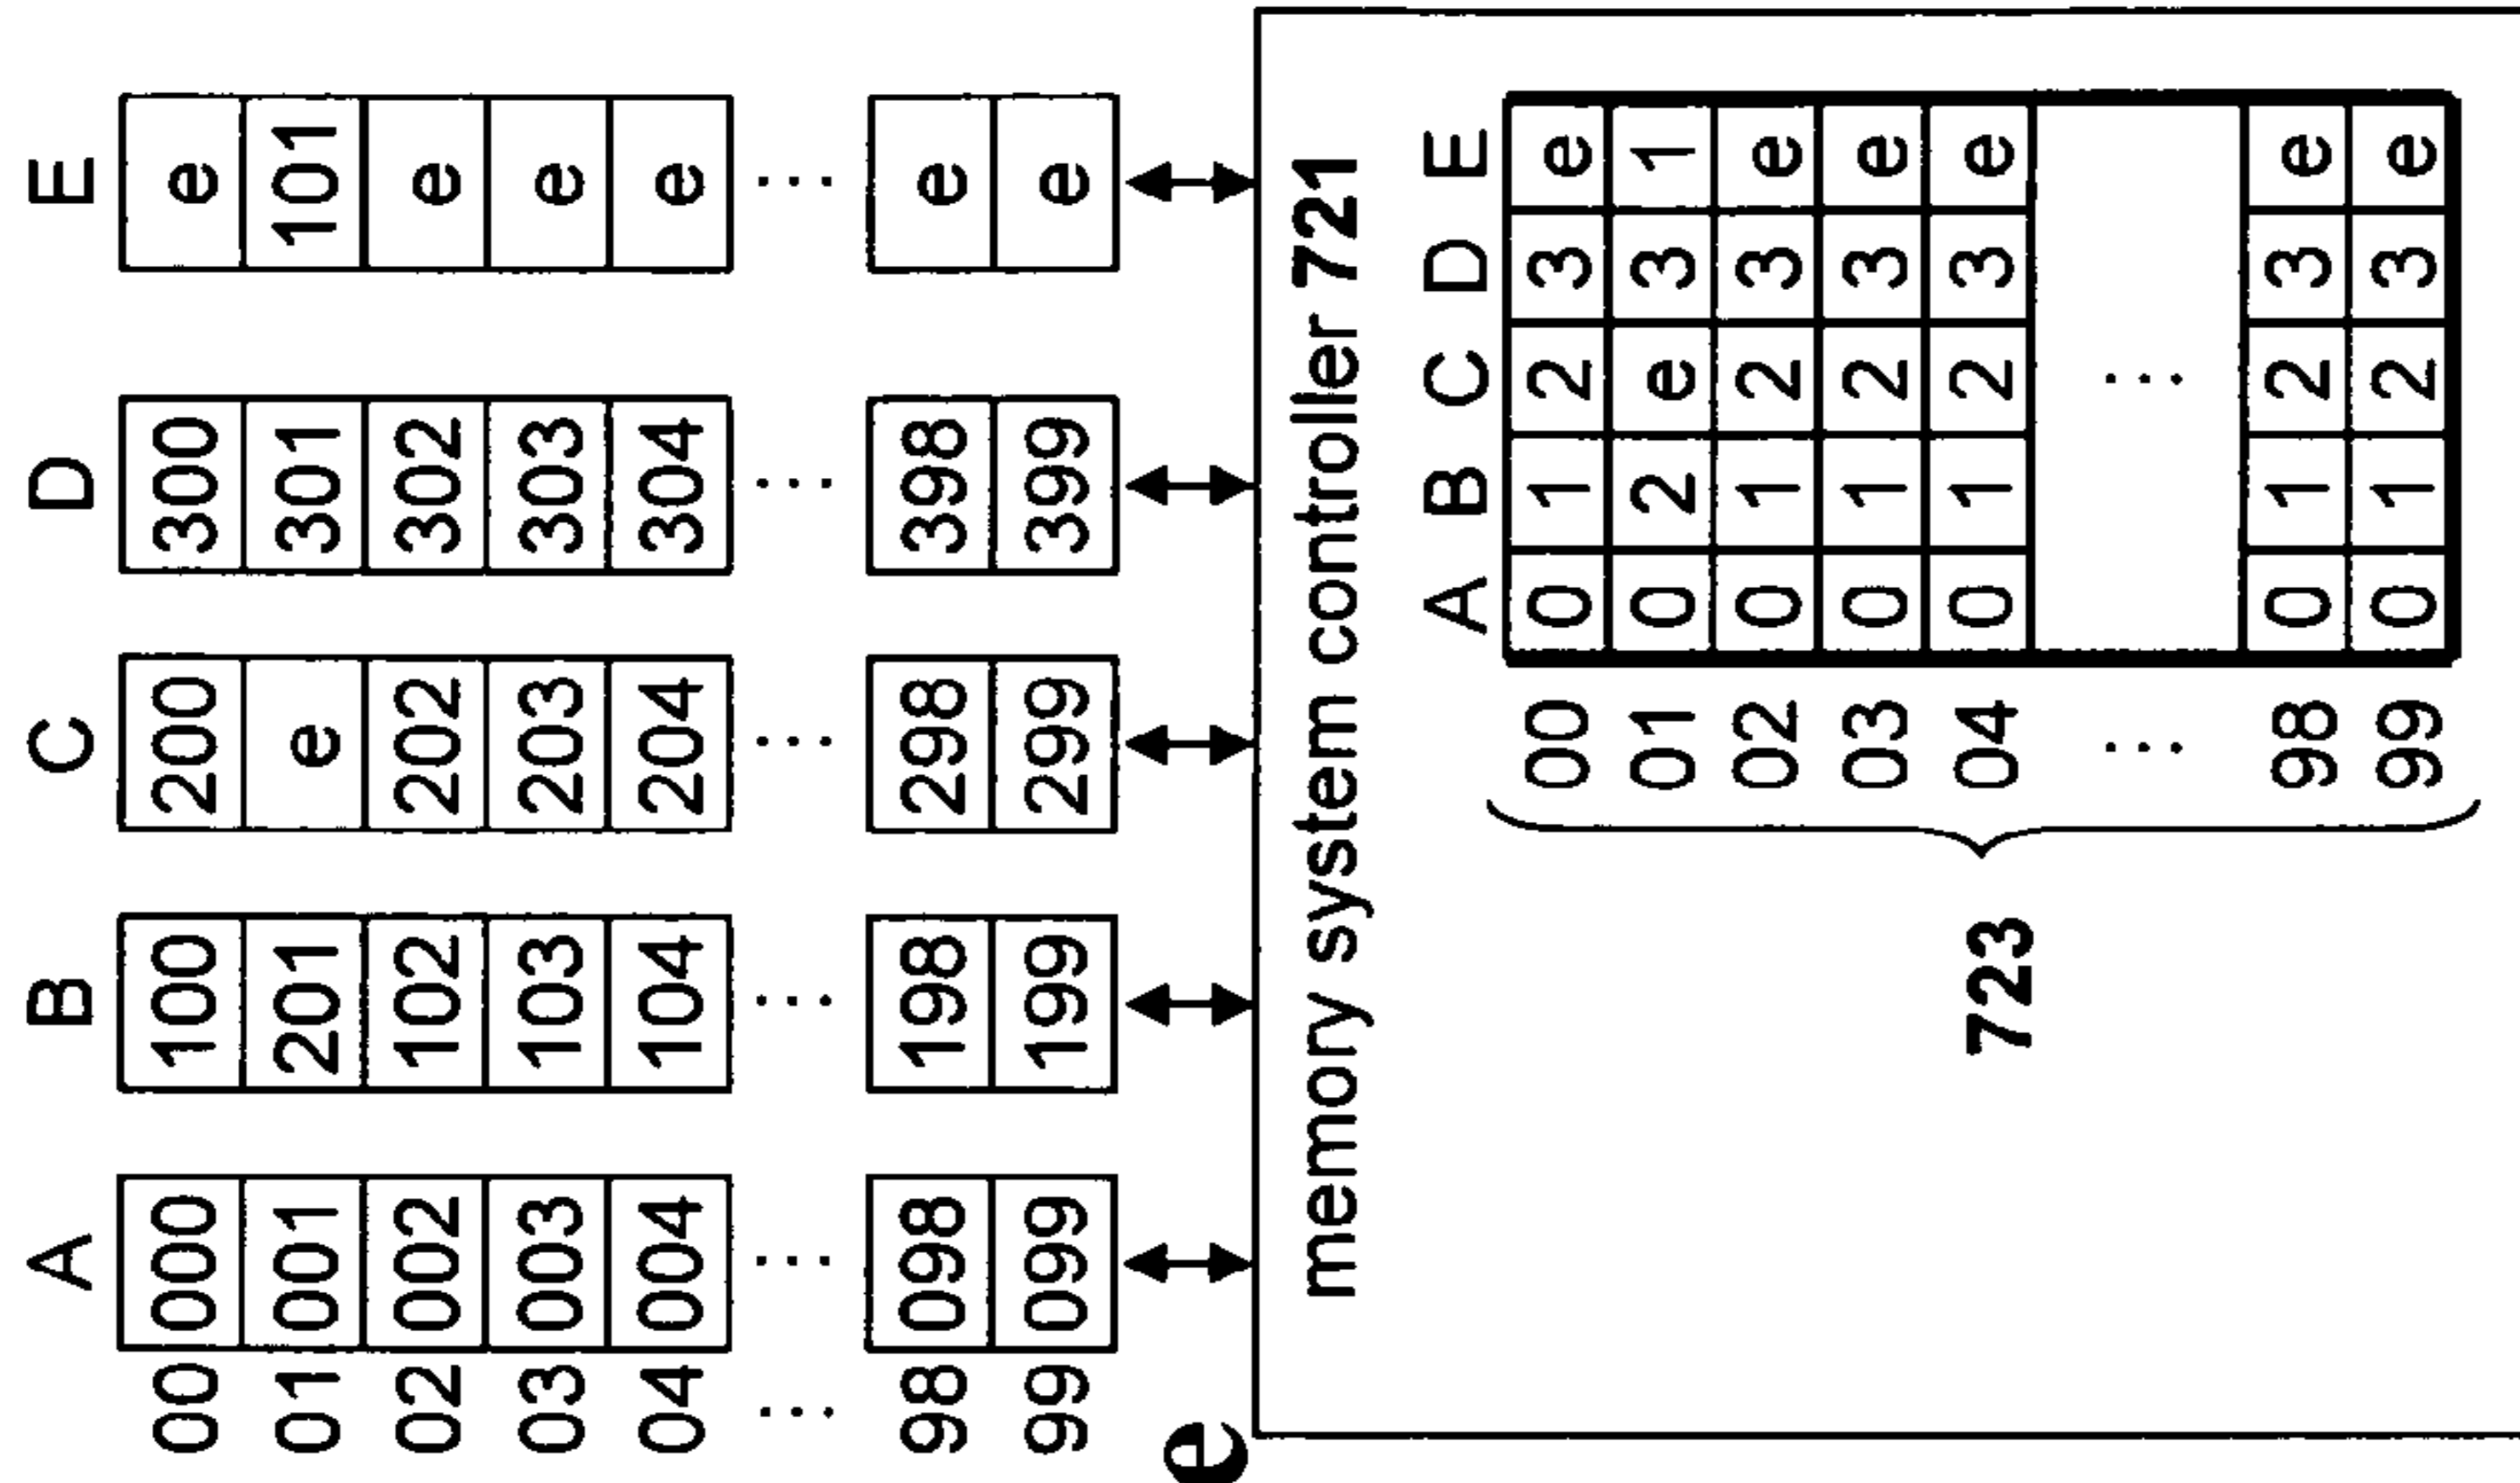 A B C D E
00 000 100 200 300 e
01 001 201 e 301 101
02 002 102 202 302 e
03 003 103 203 303 e
04 004 104 204 304 e
... ... ... ... ... ...
98 098 198 298 398 e
99 099 199 299 399 e
e
memory system controller 721
A B C D E
00 0 1 2 3 e
01 0 2 e 3 1
02 0 1 2 3 e
03 0 1 2 3 e
723 04 0 1 2 3 e
... ...
98 0 1 2 3 e
99 0 1 2 3 e